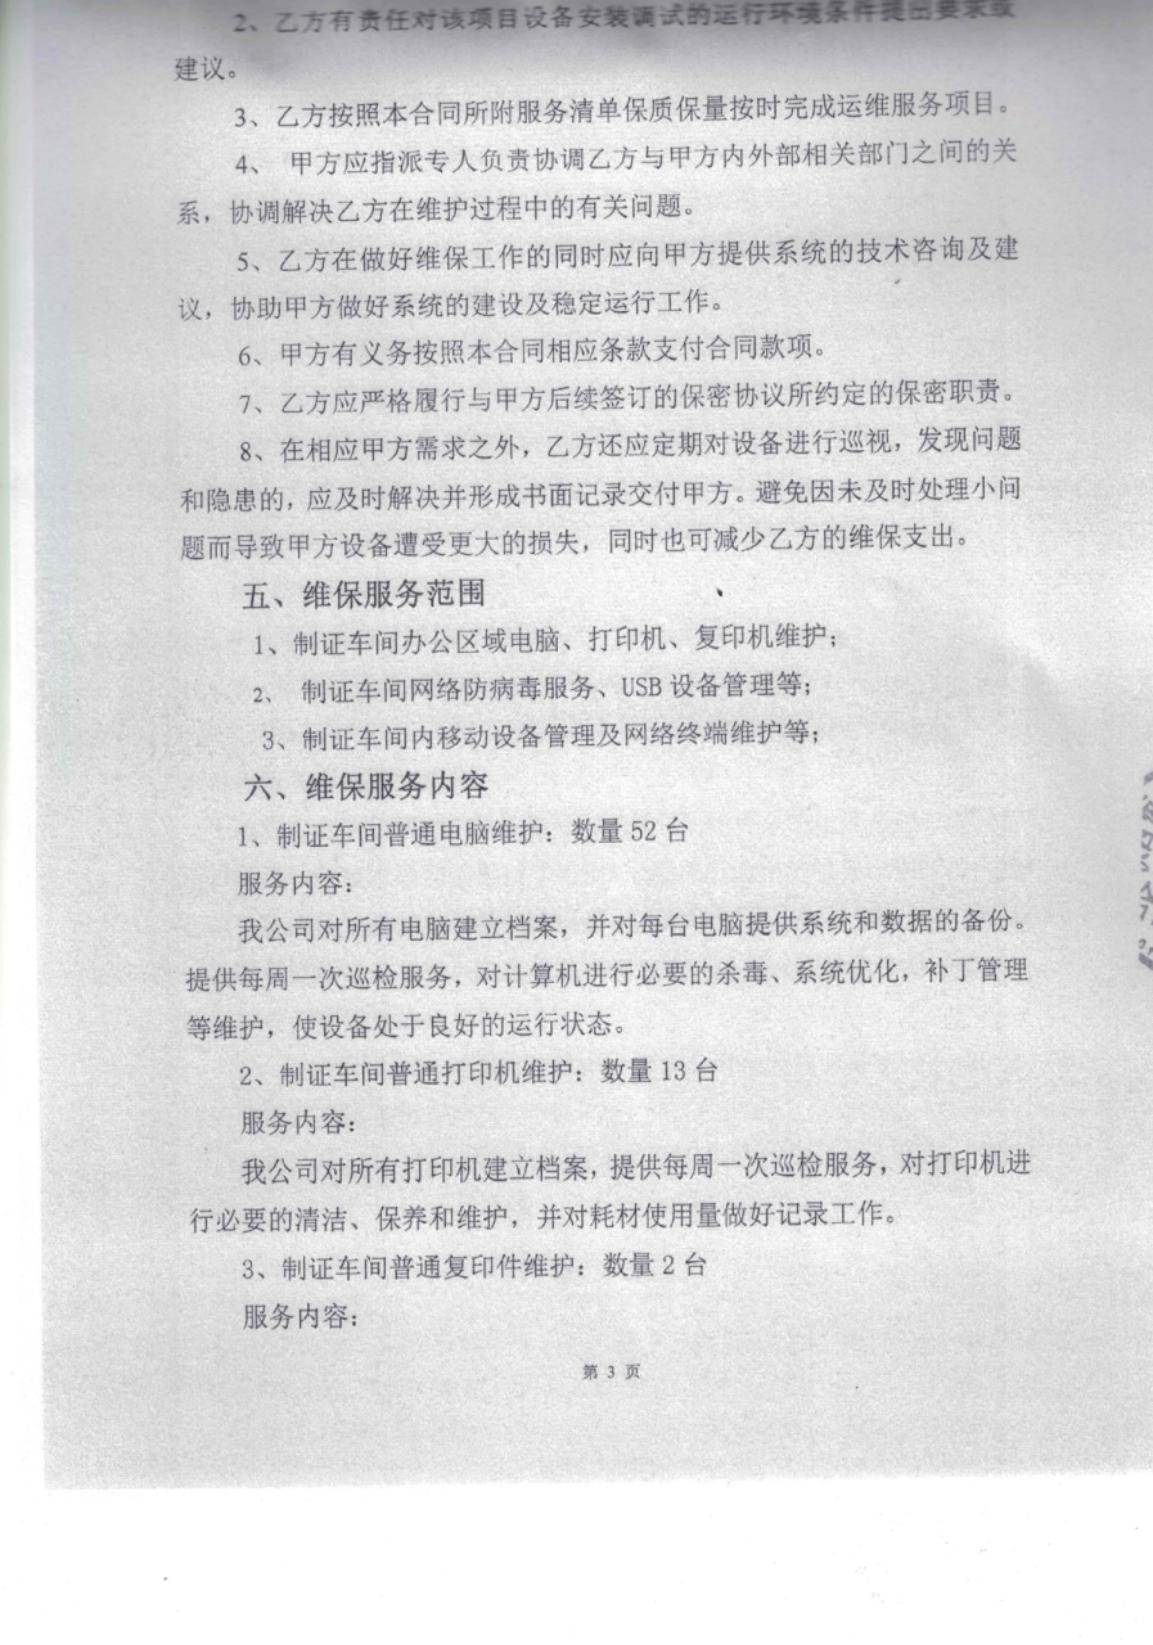 2、乙方有责任对该项目设备安装调试的运行环境条件提出要求或
建议。
3、乙方按照本合同所附服务清单保质保量按时完成运维服务项目。
4、 甲方应指派专人负责协调乙方与甲方内外部相关部门之间的关
系，协调解决乙方在维护过程中的有关问题。
5、乙方在做好维保工作的同时应向甲方提供系统的技术咨询及建
议，协助甲方做好系统的建设及稳定运行工作。
6、甲方有义务按照本合同相应条款支付合同款项。
7、乙方应严格履行与甲方后续签订的保密协议所约定的保密职责。
8、在相应甲方需求之外，乙方还应定期对设备进行巡视，发现问题
和隐患的，应及时解决并形成书面记录交付甲方。避免因未及时处理小问
题而导致甲方设备遭受更大的损失，同时也可减少乙方的维保支出。
五、维保服务范围
1、制证车间办公区域电脑、打印机、复印机维护；
2、 制证车间网络防病毒服务、USB 设备管理等；
3、制证车间内移动设备管理及网络终端维护等；
六、维保服务内容
1、制证车间普通电脑维护：数量 52 台
服务内容：
我公司对所有电脑建立档案，并对每台电脑提供系统和数据的备份。
提供每周一次巡检服务，对计算机进行必要的杀毒、系统优化，补丁管理
等维护，使设备处于良好的运行状态。
2、制证车间普通打印机维护：数量 13 台
服务内容：
我公司对所有打印机建立档案，提供每周一次巡检服务，对打印机进
行必要的清洁、保养和维护，并对耗材使用量做好记录工作。
3、制证车间普通复印件维护：数量 2 台
服务内容：
第 3 页